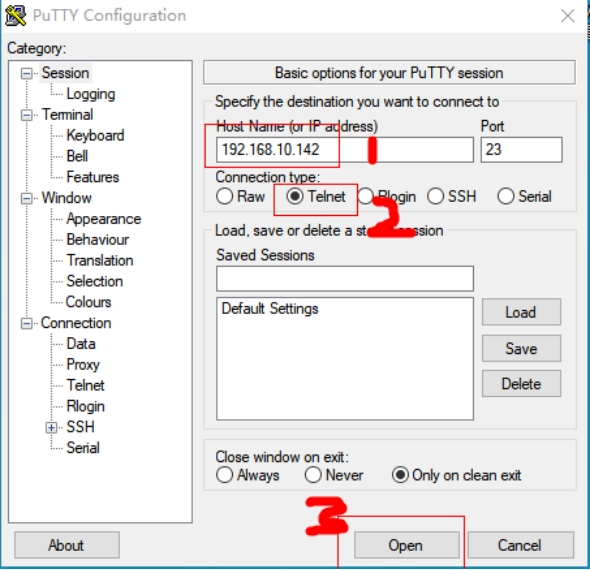 PuTTY Configuration
Category:
Session
Logging
Terminal
Keyboard
Bell
Features
Window
Appearance
Behaviour
Translation
Selection
Colours
Connection
Data
Proxy
Telnet
Rlogin
SSH
Serial
Basic options for your PuTTY session
Specify the destination you want to connect to
Host Name (or IP address) Port
192.168.10.142 23
1
Connection type:
Raw Telnet Rlogin SSH Serial
2
Load, save or delete a stored session
Saved Sessions
Default Settings
Load
Save
Delete
Close window on exit:
Always Never Only on clean exit
3
About Open Cancel